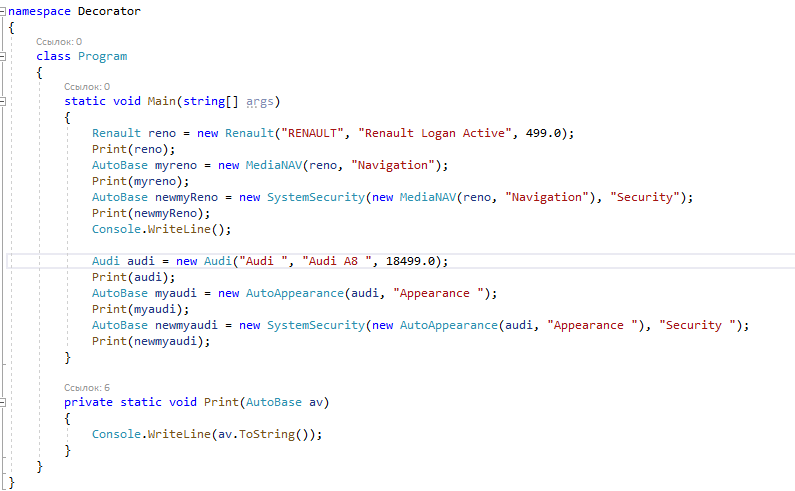 namespace Decorator
{
Ссылок: 0
class Program
{
Ссылок: 0
static void Main(string[] args)
{
Renault reno = new Renault("RENAULT", "Renault Logan Active", 499.0);
Print(reno);
AutoBase myreno = new MediaNAV(reno, "Navigation");
Print(myreno);
AutoBase newmyReno = new SystemSecurity(new MediaNAV(reno, "Navigation"), "Security");
Print(newmyReno);
Console.WriteLine();
Audi audi = new Audi("Audi ", "Audi A8 ", 18499.0);
Print(audi);
AutoBase myaudi = new AutoAppearance(audi, "Appearance ");
Print(myaudi);
AutoBase newmyaudi = new SystemSecurity(new AutoAppearance(audi, "Appearance "), "Security ");
Print(newmyaudi);
}
Ссылок: 6
private static void Print(AutoBase av)
{
Console.WriteLine(av.ToString());
}
}
}